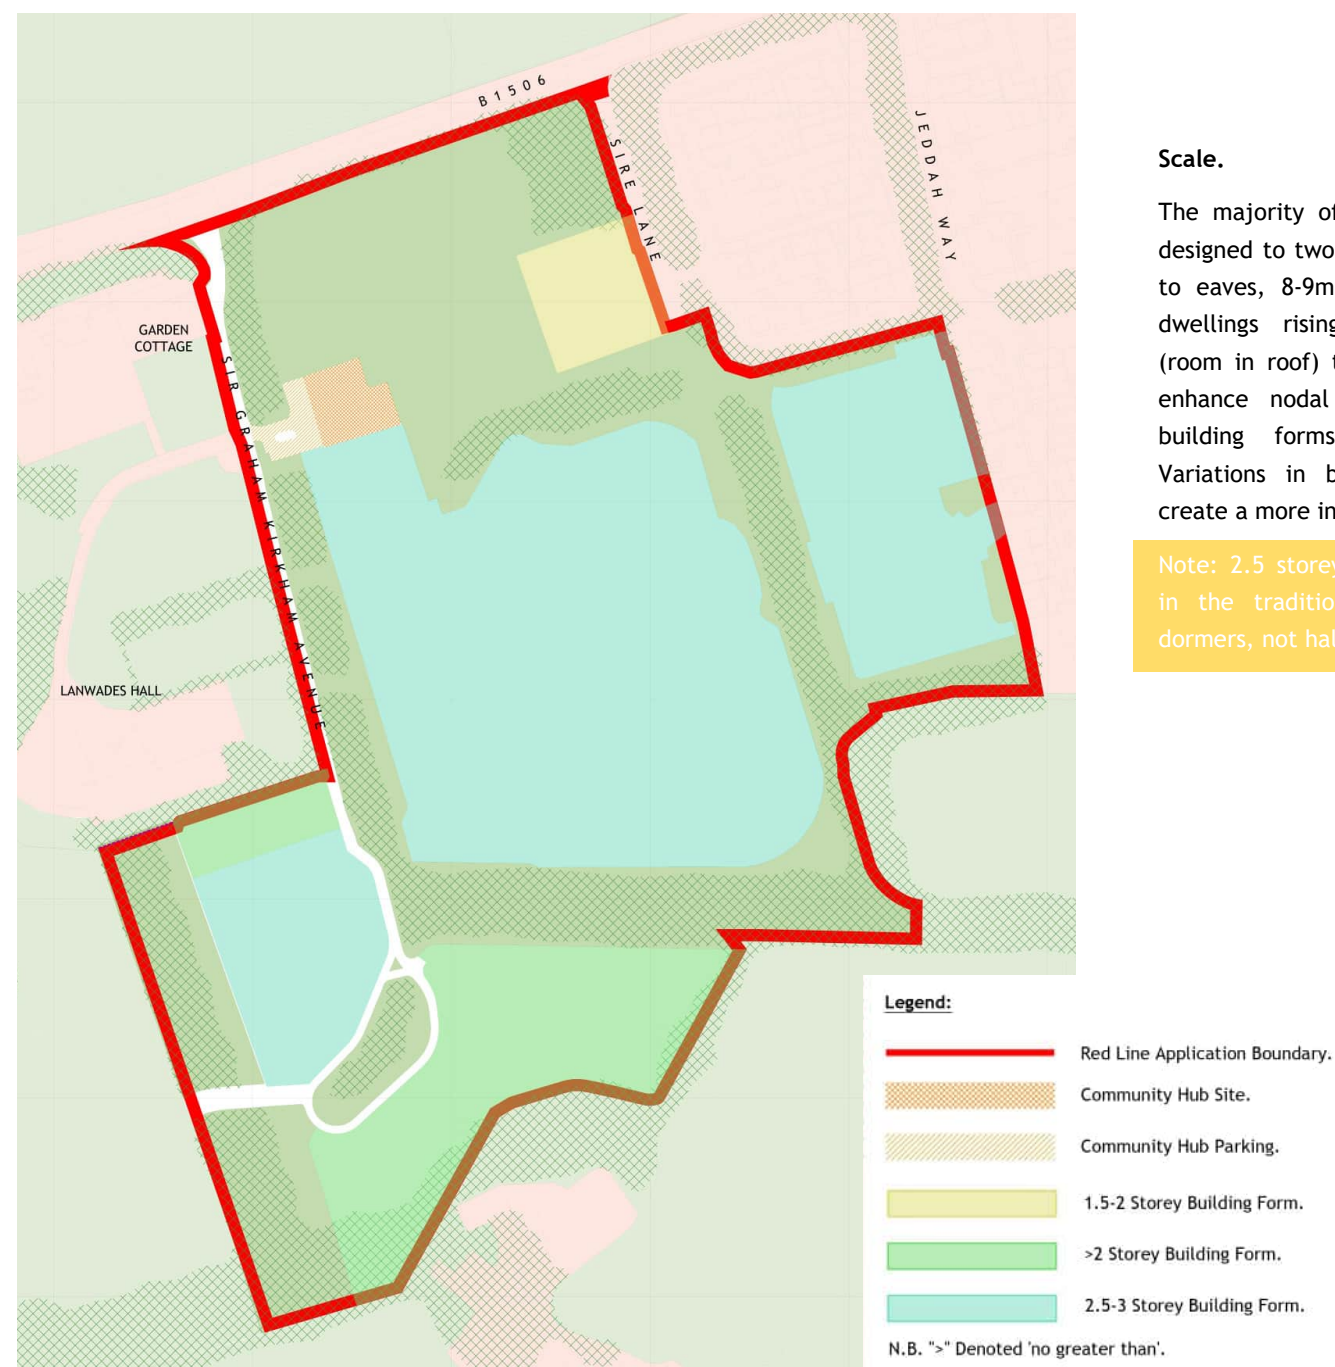 B1506
SIRE LANE
JEDDAH WAY
GARDEN
COTTAGE
SIR GRAHAM KIRKHAM AVENUE
LANWADES HALL
Scale.
The majority of
designed to two
to eaves, 8-9m
dwellings rising
(room in roof) t
enhance nodal
building forms
Variations in b
create a more in
Note: 2.5 storey
in the traditio
dormers, not hal
Legend:
Red Line Application Boundary.
Community Hub Site.
Community Hub Parking.
1.5-2 Storey Building Form.
>2 Storey Building Form.
2.5-3 Storey Building Form.
N.B. ">" Denoted 'no greater than'.